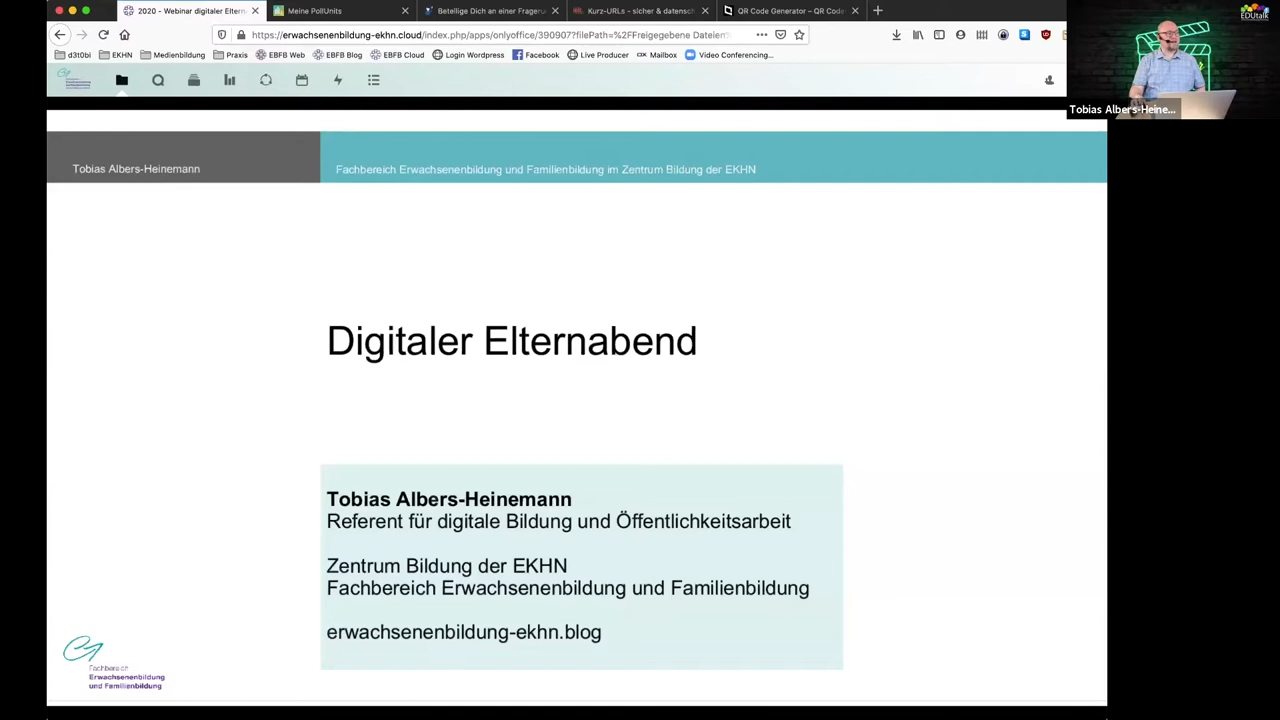 2020 - Webinar digitaler Eltern
Meine PollUnits
Beteilige Dich an einer Frageru
Kurz-URLs - sicher & datensch
QR Code Generator - QR Code
https://erwachsenenbildung-ekhn.cloud/index.php/apps/onlyoffice/390907?filePath=%2FFreigegebene Dateien%
d3t0bi
EKHN
Medienbildung
Praxis
EBFB Web
EBFB Blog
EBFB Cloud
Login Wordpress
Facebook
Live Producer
Mailbox
Video Conferencing...
EDUtalk
Tobias Albers-Heine...
Tobias Albers-Heinemann
Fachbereich Erwachsenenbildung und Familienbildung im Zentrum Bildung der EKHN
Digitaler Elternabend
Tobias Albers-Heinemann
Referent für digitale Bildung und Öffentlichkeitsarbeit
Zentrum Bildung der EKHN
Fachbereich Erwachsenenbildung und Familienbildung
erwachsenenbildung-ekhn.blog
Fachbereich
Erwachsenenbildung
und Familienbildung